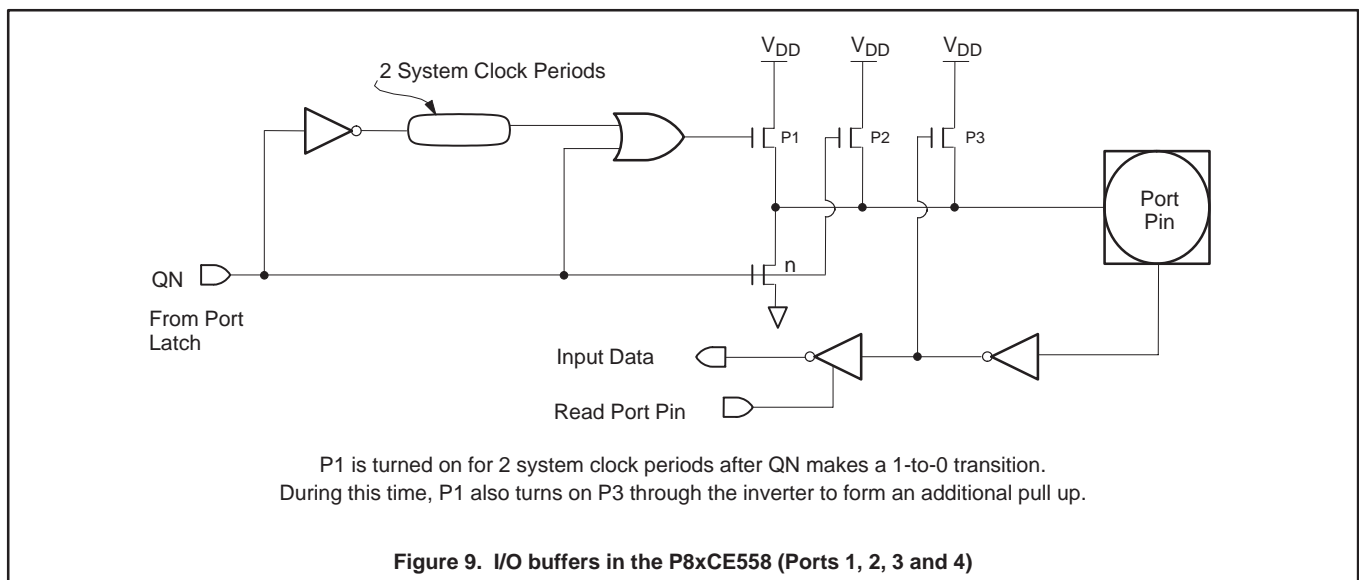 VDD VDD VDD
2 System Clock Periods
P1 P2 P3
Port
Pin
n
QN
From Port
Latch
Input Data
Read Port Pin
P1 is turned on for 2 system clock periods after QN makes a 1-to-0 transition.
During this time, P1 also turns on P3 through the inverter to form an additional pull up.
Figure 9. I/O buffers in the P8xCE558 (Ports 1, 2, 3 and 4)